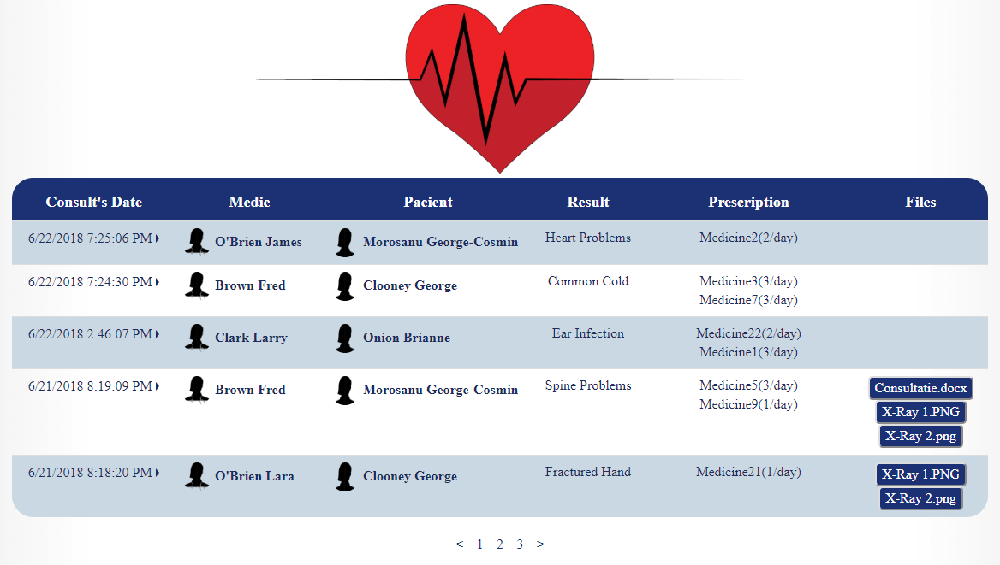 Consult's Date Medic Pacient Result Prescription Files
6/22/2018 7:25:06 PM O'Brien James Morosanu George-Cosmin Heart Problems Medicine2(2/day)
6/22/2018 7:24:30 PM Brown Fred Clooney George Common Cold Medicine3(3/day)
Medicine7(3/day)
6/22/2018 2:46:07 PM Clark Larry Onion Brianne Ear Infection Medicine22(2/day)
Medicine1(3/day)
6/21/2018 8:19:09 PM Brown Fred Morosanu George-Cosmin Spine Problems Medicine5(3/day) Consultatie.docx
Medicine9(1/day) X-Ray 1.PNG
X-Ray 2.png
6/21/2018 8:18:20 PM O'Brien Lara Clooney George Fractured Hand Medicine21(1/day) X-Ray 1.PNG
X-Ray 2.png
< 1 2 3 >